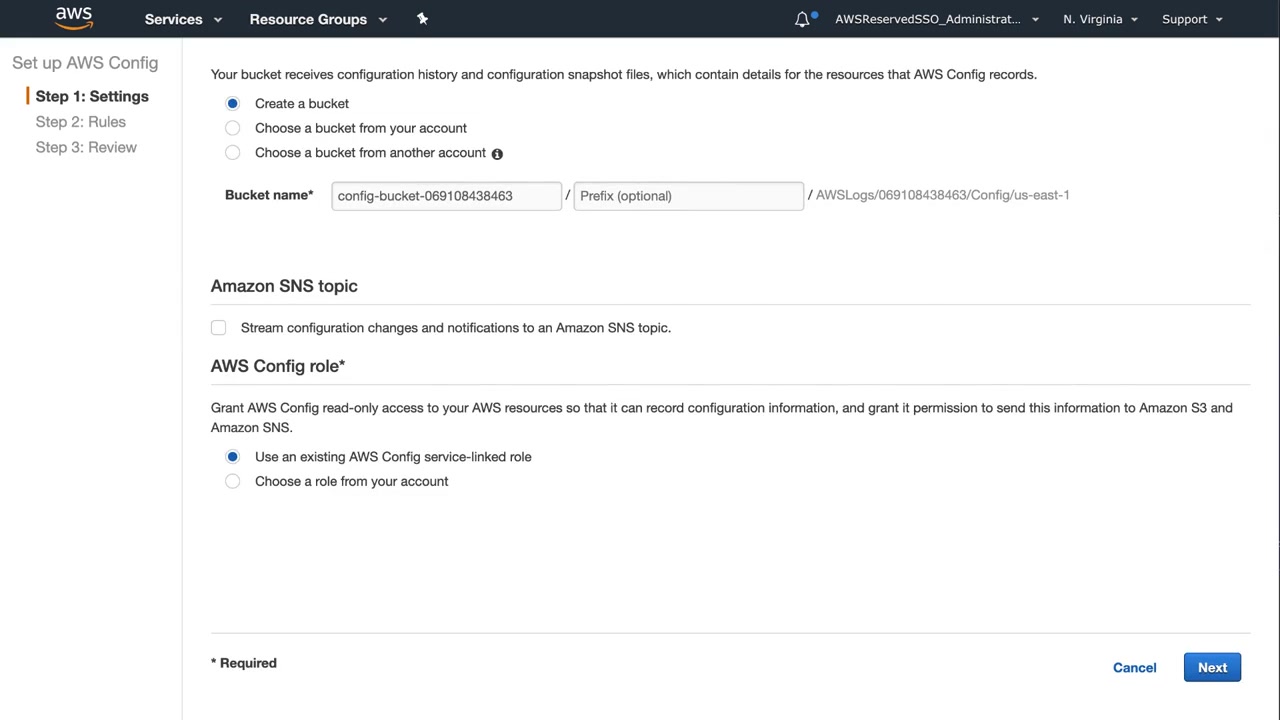 aws Services Resource Groups AWSReservedSSO_Administrat... N. Virginia Support
Set up AWS Config
Step 1: Settings
Step 2: Rules
Step 3: Review
Your bucket receives configuration history and configuration snapshot files, which contain details for the resources that AWS Config records.
Create a bucket
Choose a bucket from your account
Choose a bucket from another account
Bucket name* config-bucket-069108438463 / Prefix (optional) / AWSLogs/069108438463/Config/us-east-1
Amazon SNS topic
Stream configuration changes and notifications to an Amazon SNS topic.
AWS Config role*
Grant AWS Config read-only access to your AWS resources so that it can record configuration information, and grant it permission to send this information to Amazon S3 and
Amazon SNS.
Use an existing AWS Config service-linked role
Choose a role from your account
* Required
Cancel Next